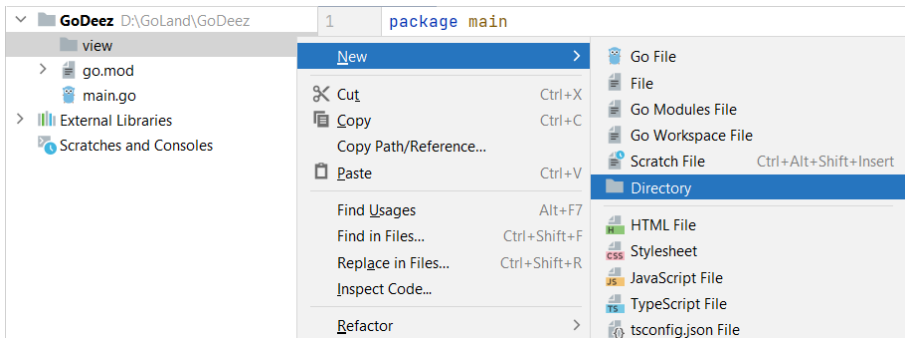 GoDeez D:\GoLand\GoDeez
view
go.mod
main.go
External Libraries
Scratches and Consoles
1 package main
New
Cut Ctrl+X
Copy Ctrl+C
Copy Path/Reference...
Paste Ctrl+V
Find Usages Alt+F7
Find in Files... Ctrl+Shift+F
Replace in Files... Ctrl+Shift+R
Inspect Code...
Refactor
Go File
File
Go Modules File
Go Workspace File
Scratch File Ctrl+Alt+Shift+Insert
Directory
H HTML File
CSS Stylesheet
JS JavaScript File
TS TypeScript File
tsconfig.json File